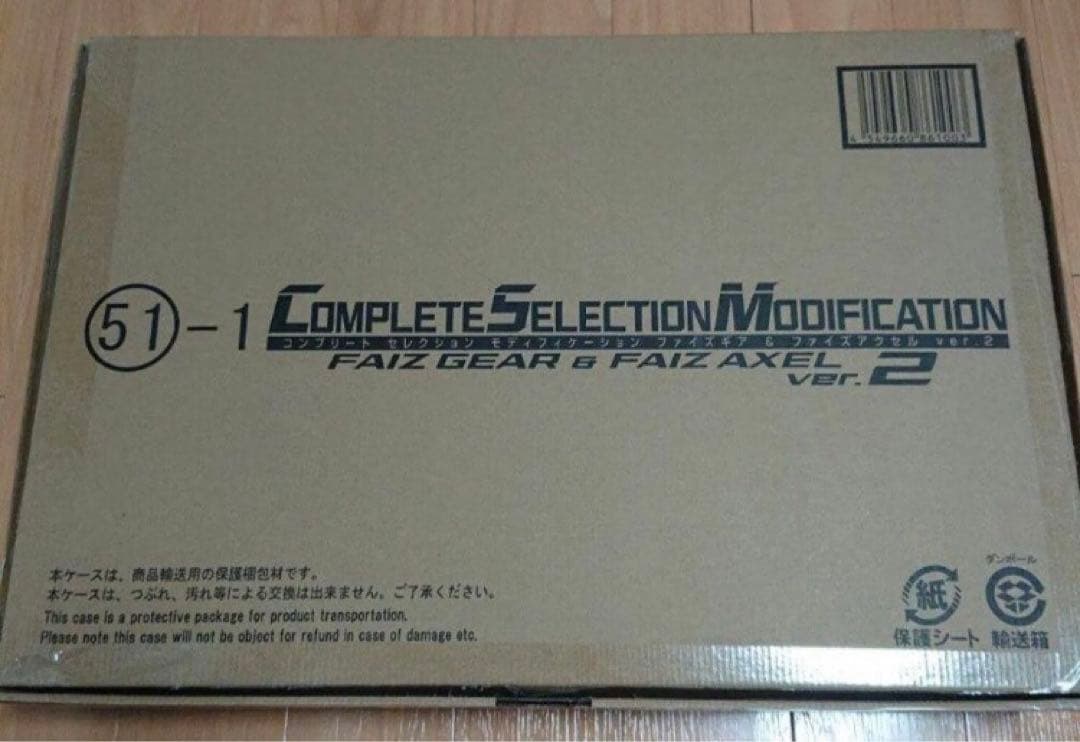 4 549660 861003
51-1 COMPLETE SELECTION MODIFICATION
コンプリート セレクション モディフィケーション ファイズギア & ファイズアクセル ver.2
FAIZ GEAR & FAIZ AXEL
ver.2
本ケースは、商品輸送用の保護梱包材です。
本ケースは、つぶれ、汚れ等による交換は出来ません。ご了承ください。
This case is a protective package for product transportation.
Please note this case will not be object for refund in case of damage etc.
紙
保護シート
ダンボール
輸送箱